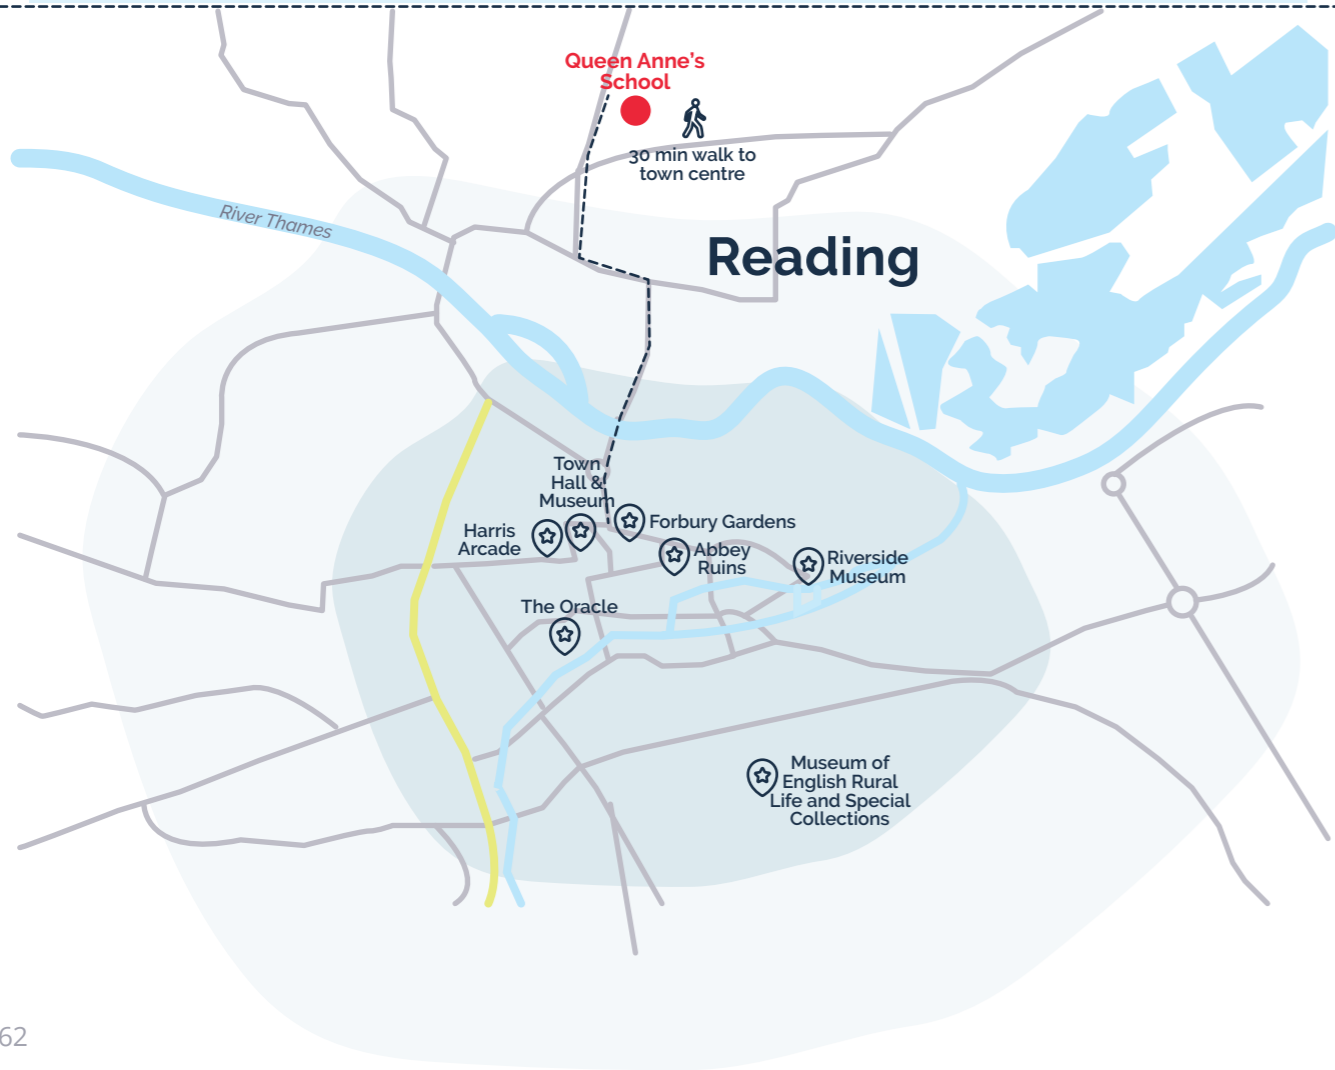 Queen Anne's
School
30 min walk to
town centre
River Thames
Reading
Town
Hall &
Museum
Harris
Arcade
Forbury Gardens
Abbey
Ruins
Riverside
Museum
The Oracle
Museum of
English Rural
Life and Special
Collections
62